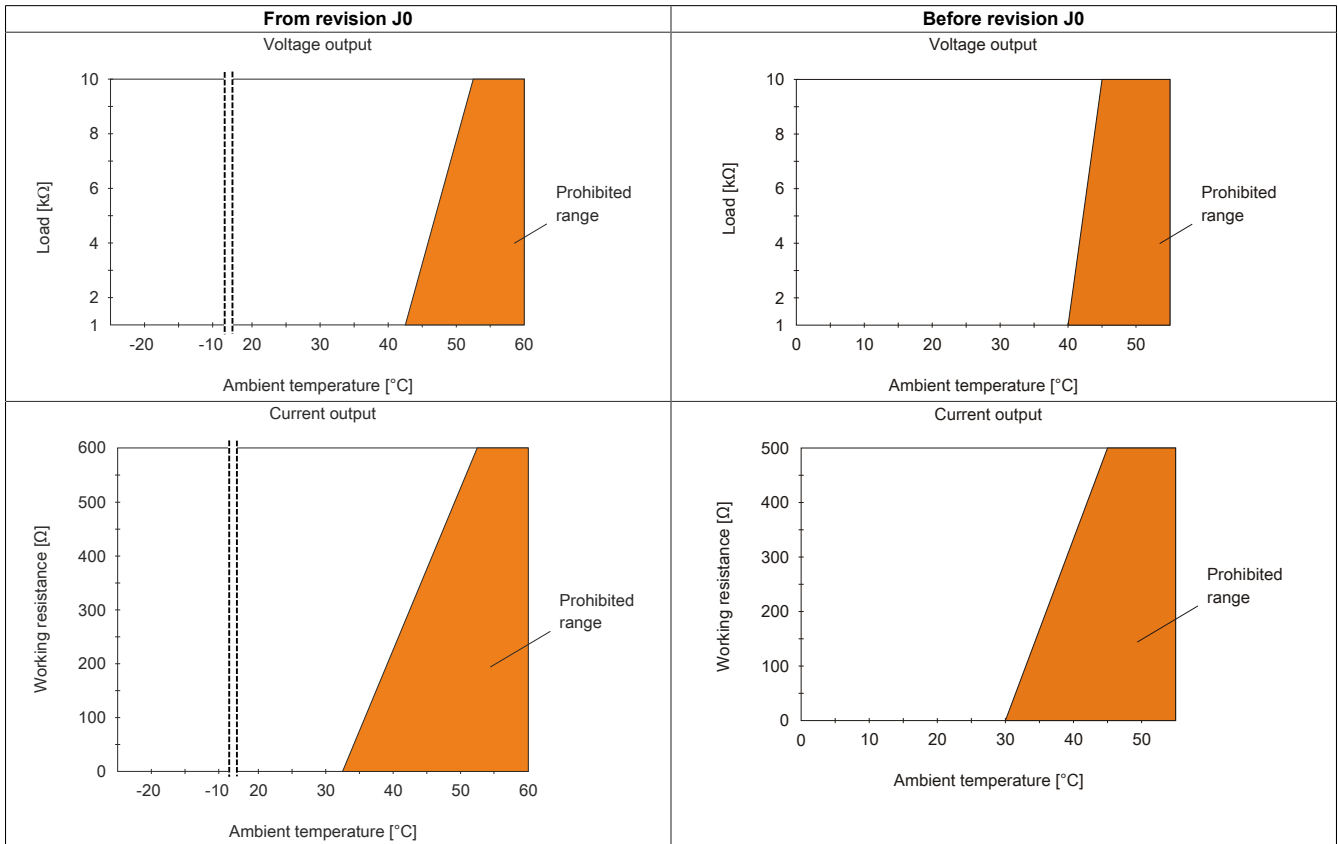 From revision J0
Before revision J0
Voltage output
10
8
6
4
2
1
Load [kΩ]
-20
-10
20
30
40
50
60
Ambient temperature [°C]
Prohibited
range
Voltage output
10
8
6
4
2
1
Load [kΩ]
0
10
20
30
40
50
Ambient temperature [°C]
Prohibited
range
Current output
600
500
400
300
200
100
0
Working resistance [Ω]
-20
-10
20
30
40
50
60
Ambient temperature [°C]
Prohibited
range
Current output
500
400
300
200
100
0
Working resistance [Ω]
0
10
20
30
40
50
Ambient temperature [°C]
Prohibited
range